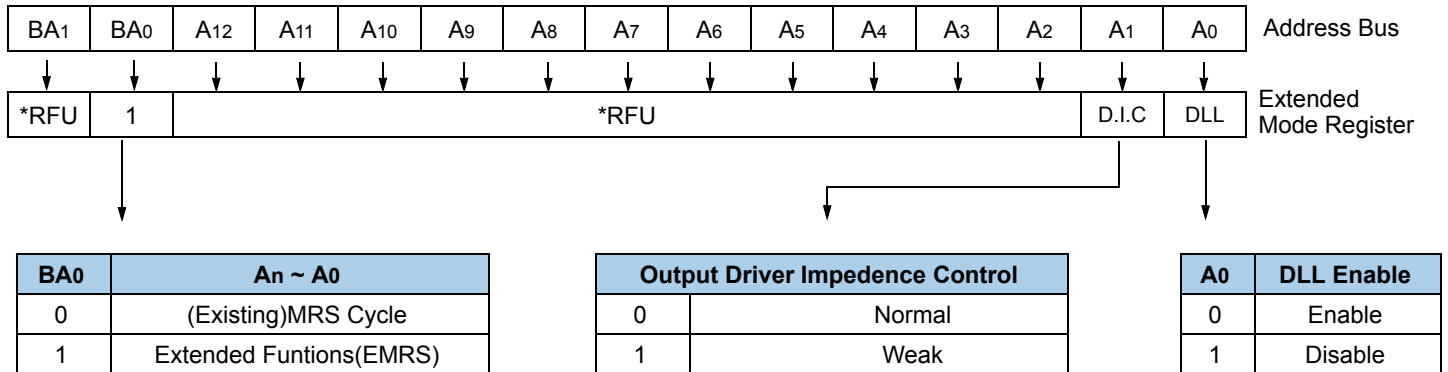 BA1 BA0 A12 A11 A10 A9 A8 A7 A6 A5 A4 A3 A2 A1 A0 Address Bus
*RFU 1 *RFU D.I.C DLL Extended
Mode Register
BA0 An ~ A0
0 (Existing)MRS Cycle
1 Extended Funtions(EMRS)
Output Driver Impedence Control
0 Normal
1 Weak
A0 DLL Enable
0 Enable
1 Disable